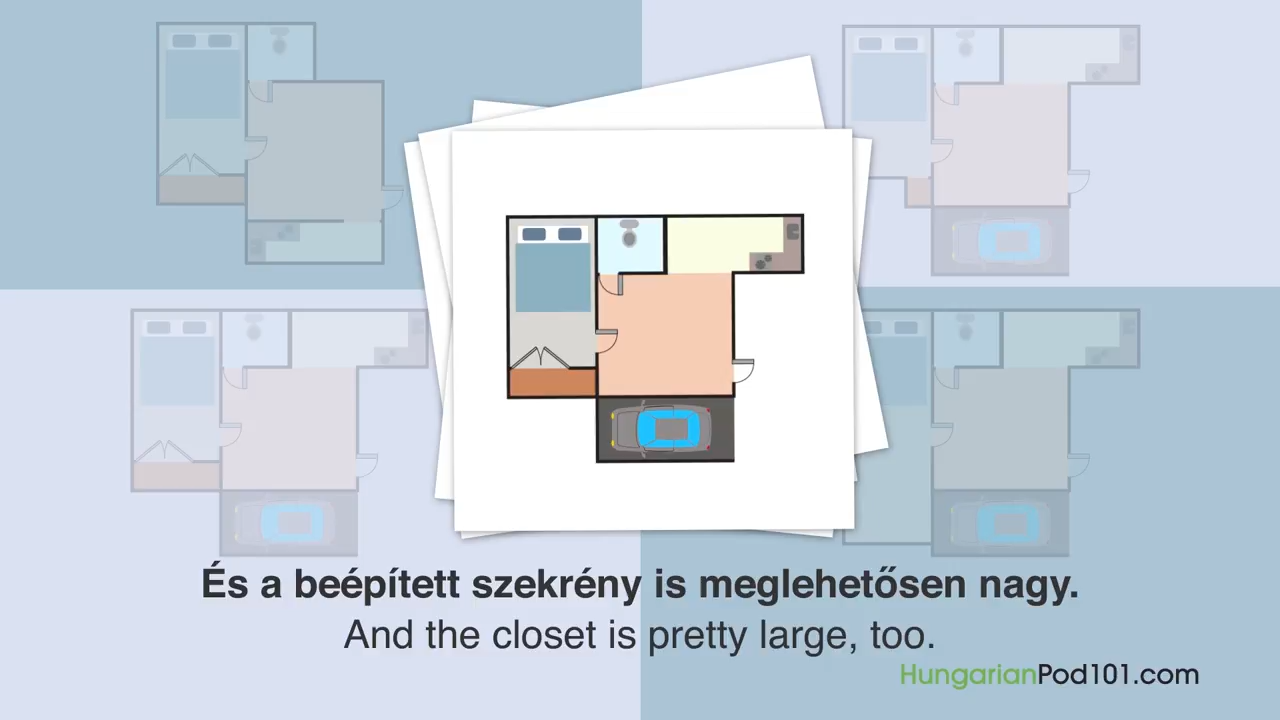 És a beépített szekrény is meglehetősen nagy.
And the closet is pretty large, too.
HungarianPod101.com